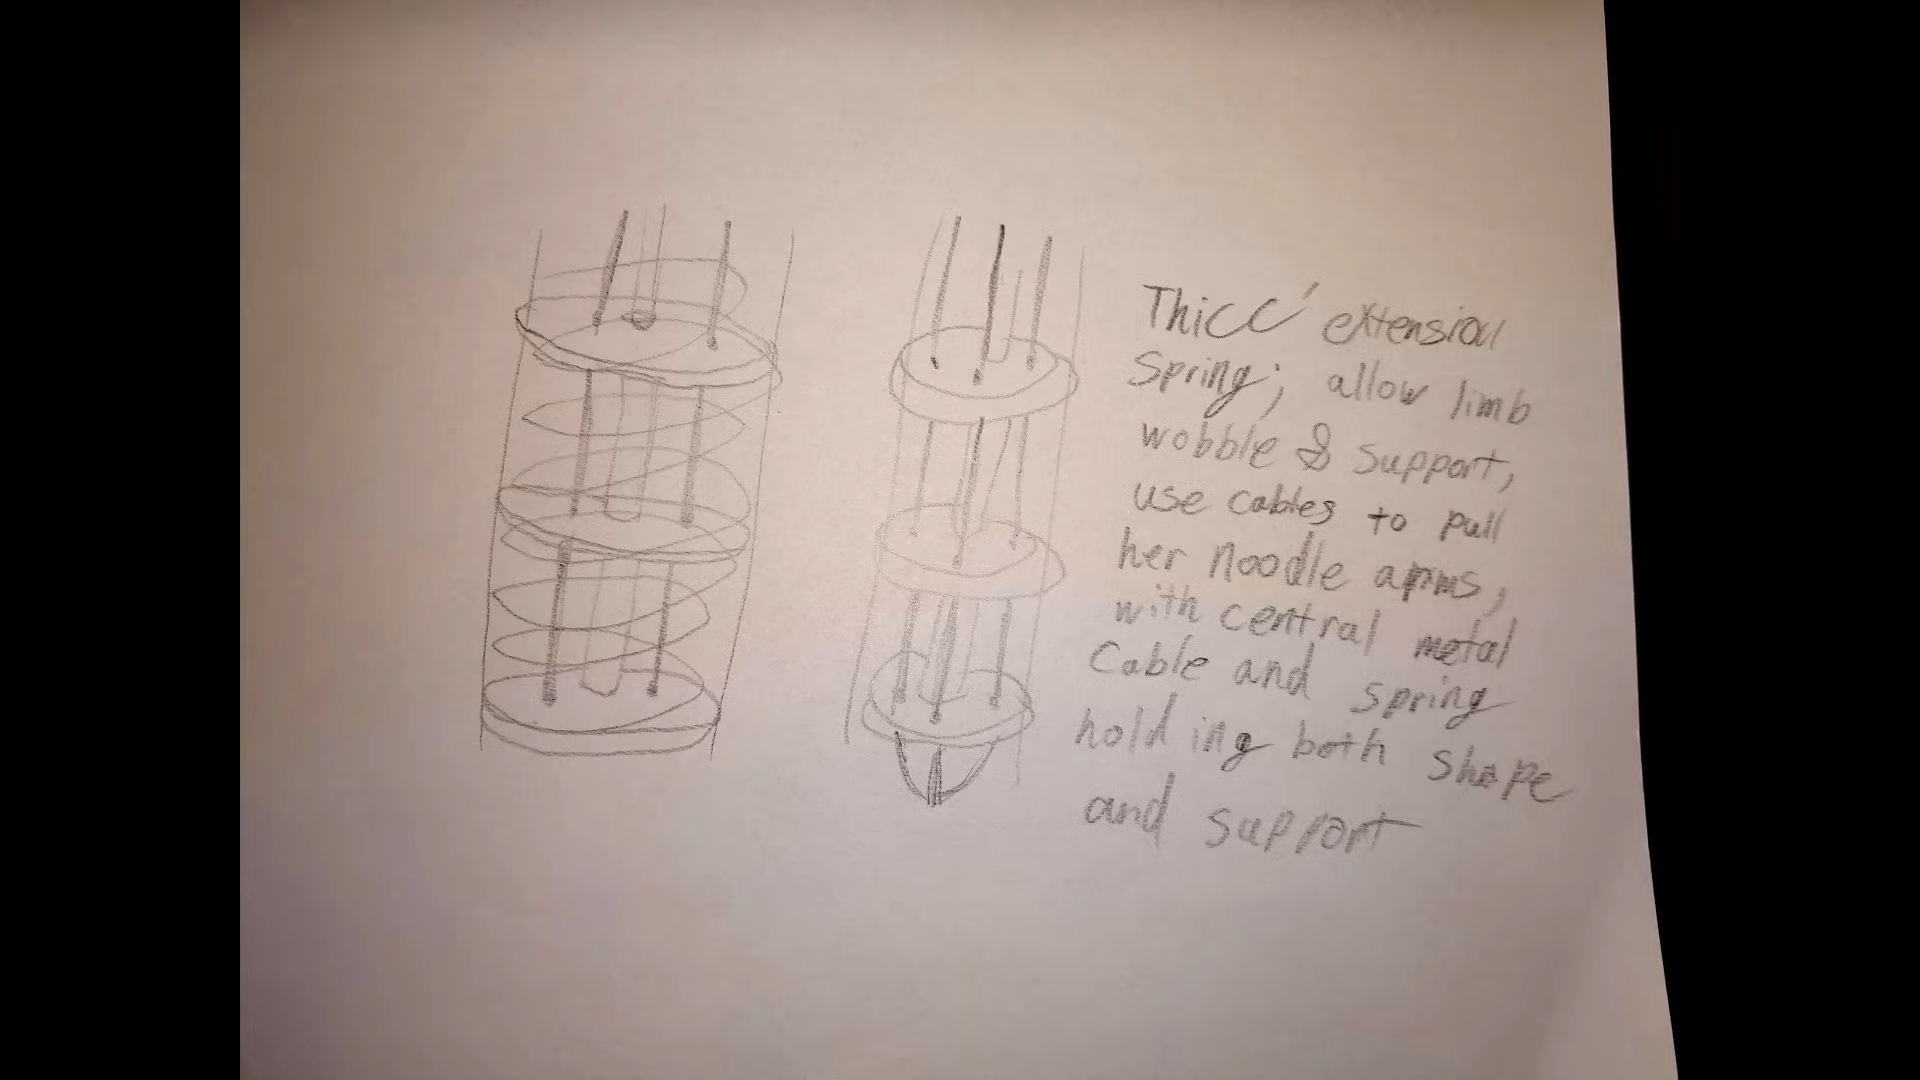 Thicc' extension
Spring; allow limb
wobble & support,
use cables to pull
her noodle arms,
with central metal
Cable and spring
holding both shape
and support